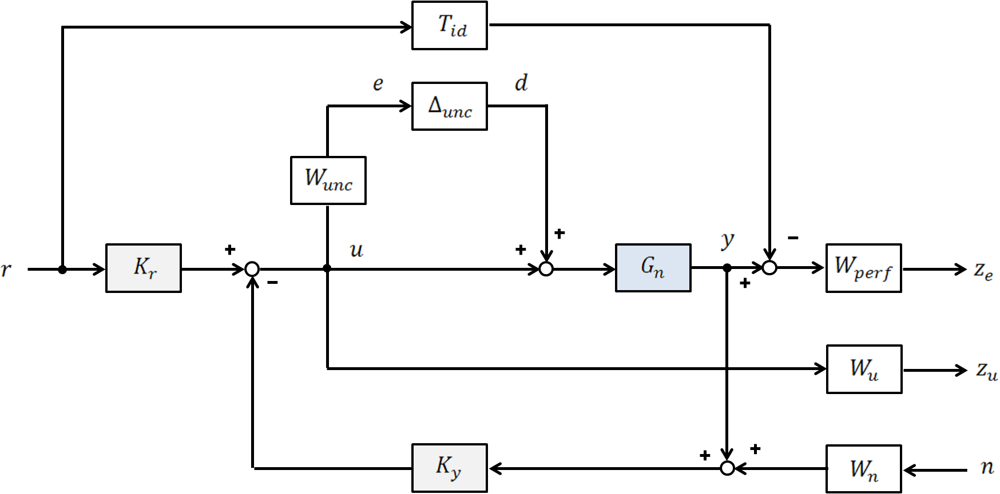 T_id
e
Δ_unc
d
W_unc
r
K_r
+
-
u
+
+
G_n
y
+
-
W_perf
z_e
W_u
z_u
K_y
+
+
W_n
n